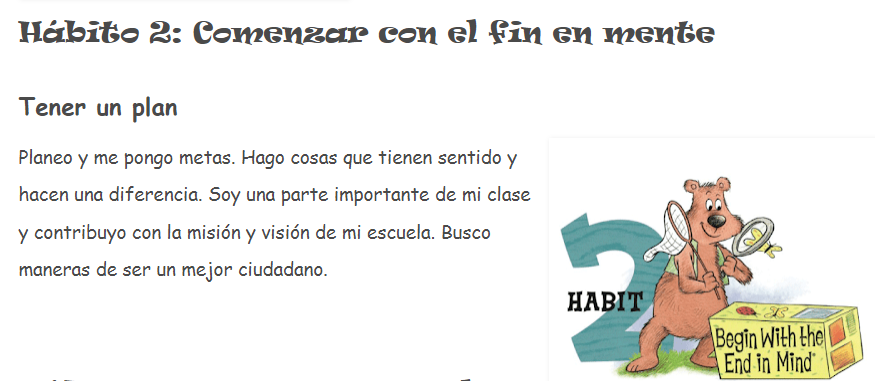 Hábito 2: Comenzar con el fin en mente
Tener un plan
Planeo y me pongo metas. Hago cosas que tienen sentido y
hacen una diferencia. Soy una parte importante de mi clase
y contribuyo con la misión y visión de mi escuela. Busco
maneras de ser un mejor ciudadano.
2
HABIT
Begin With the
End in Mind®